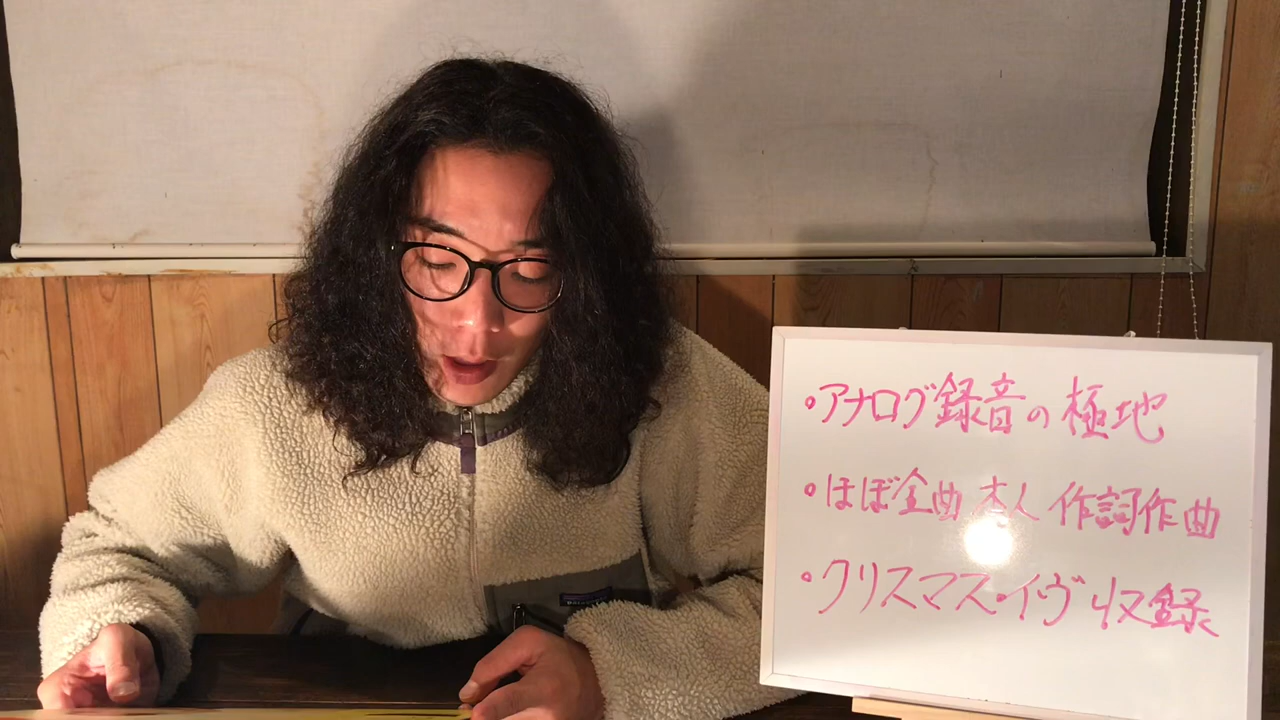 ・アナログ録音の極地
・ほぼ全曲本人作詞作曲
・クリスマス・イヴ収録